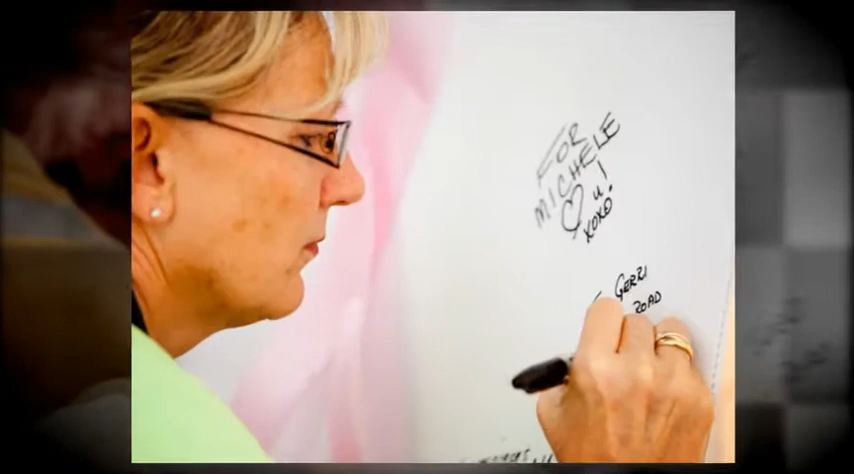 FOR
MICHELE
♡ u!
xoxo
GERRI
ROAD